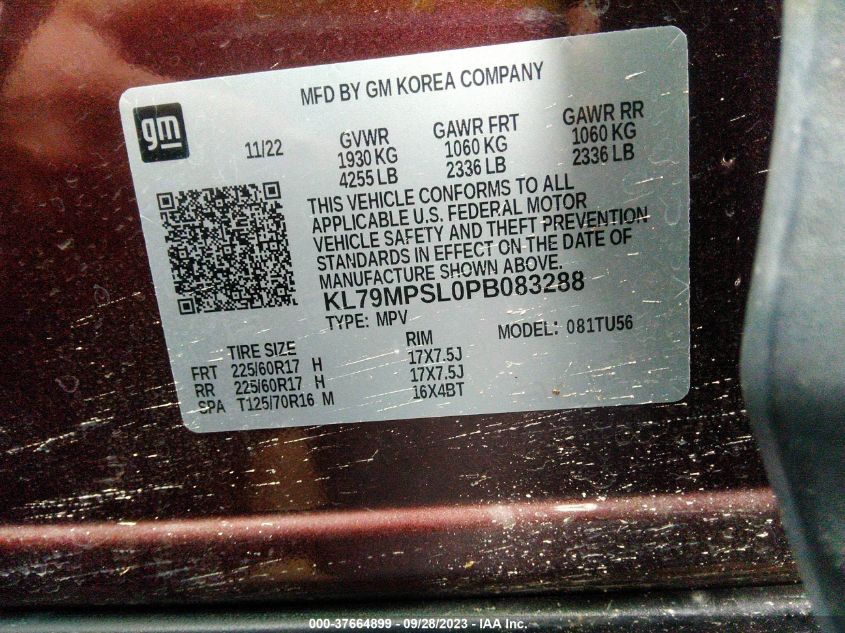 MFD BY GM KOREA COMPANY
gm
11/22
GVWR GAWR FRT GAWR RR
1930 KG 1060 KG 1060 KG
4255 LB 2336 LB 2336 LB
THIS VEHICLE CONFORMS TO ALL
APPLICABLE U.S. FEDERAL MOTOR
VEHICLE SAFETY AND THEFT PREVENTION
STANDARDS IN EFFECT ON THE DATE OF
MANUFACTURE SHOWN ABOVE.
KL79MPSL0PB083288
TYPE: MPV MODEL: 081TU56
TIRE SIZE RIM
FRT 225/60R17 H 17X7.5J
RR 225/60R17 H 17X7.5J
SPA T125/70R16 M 16X4BT
000-37664899 - 09/28/2023 - IAA Inc.